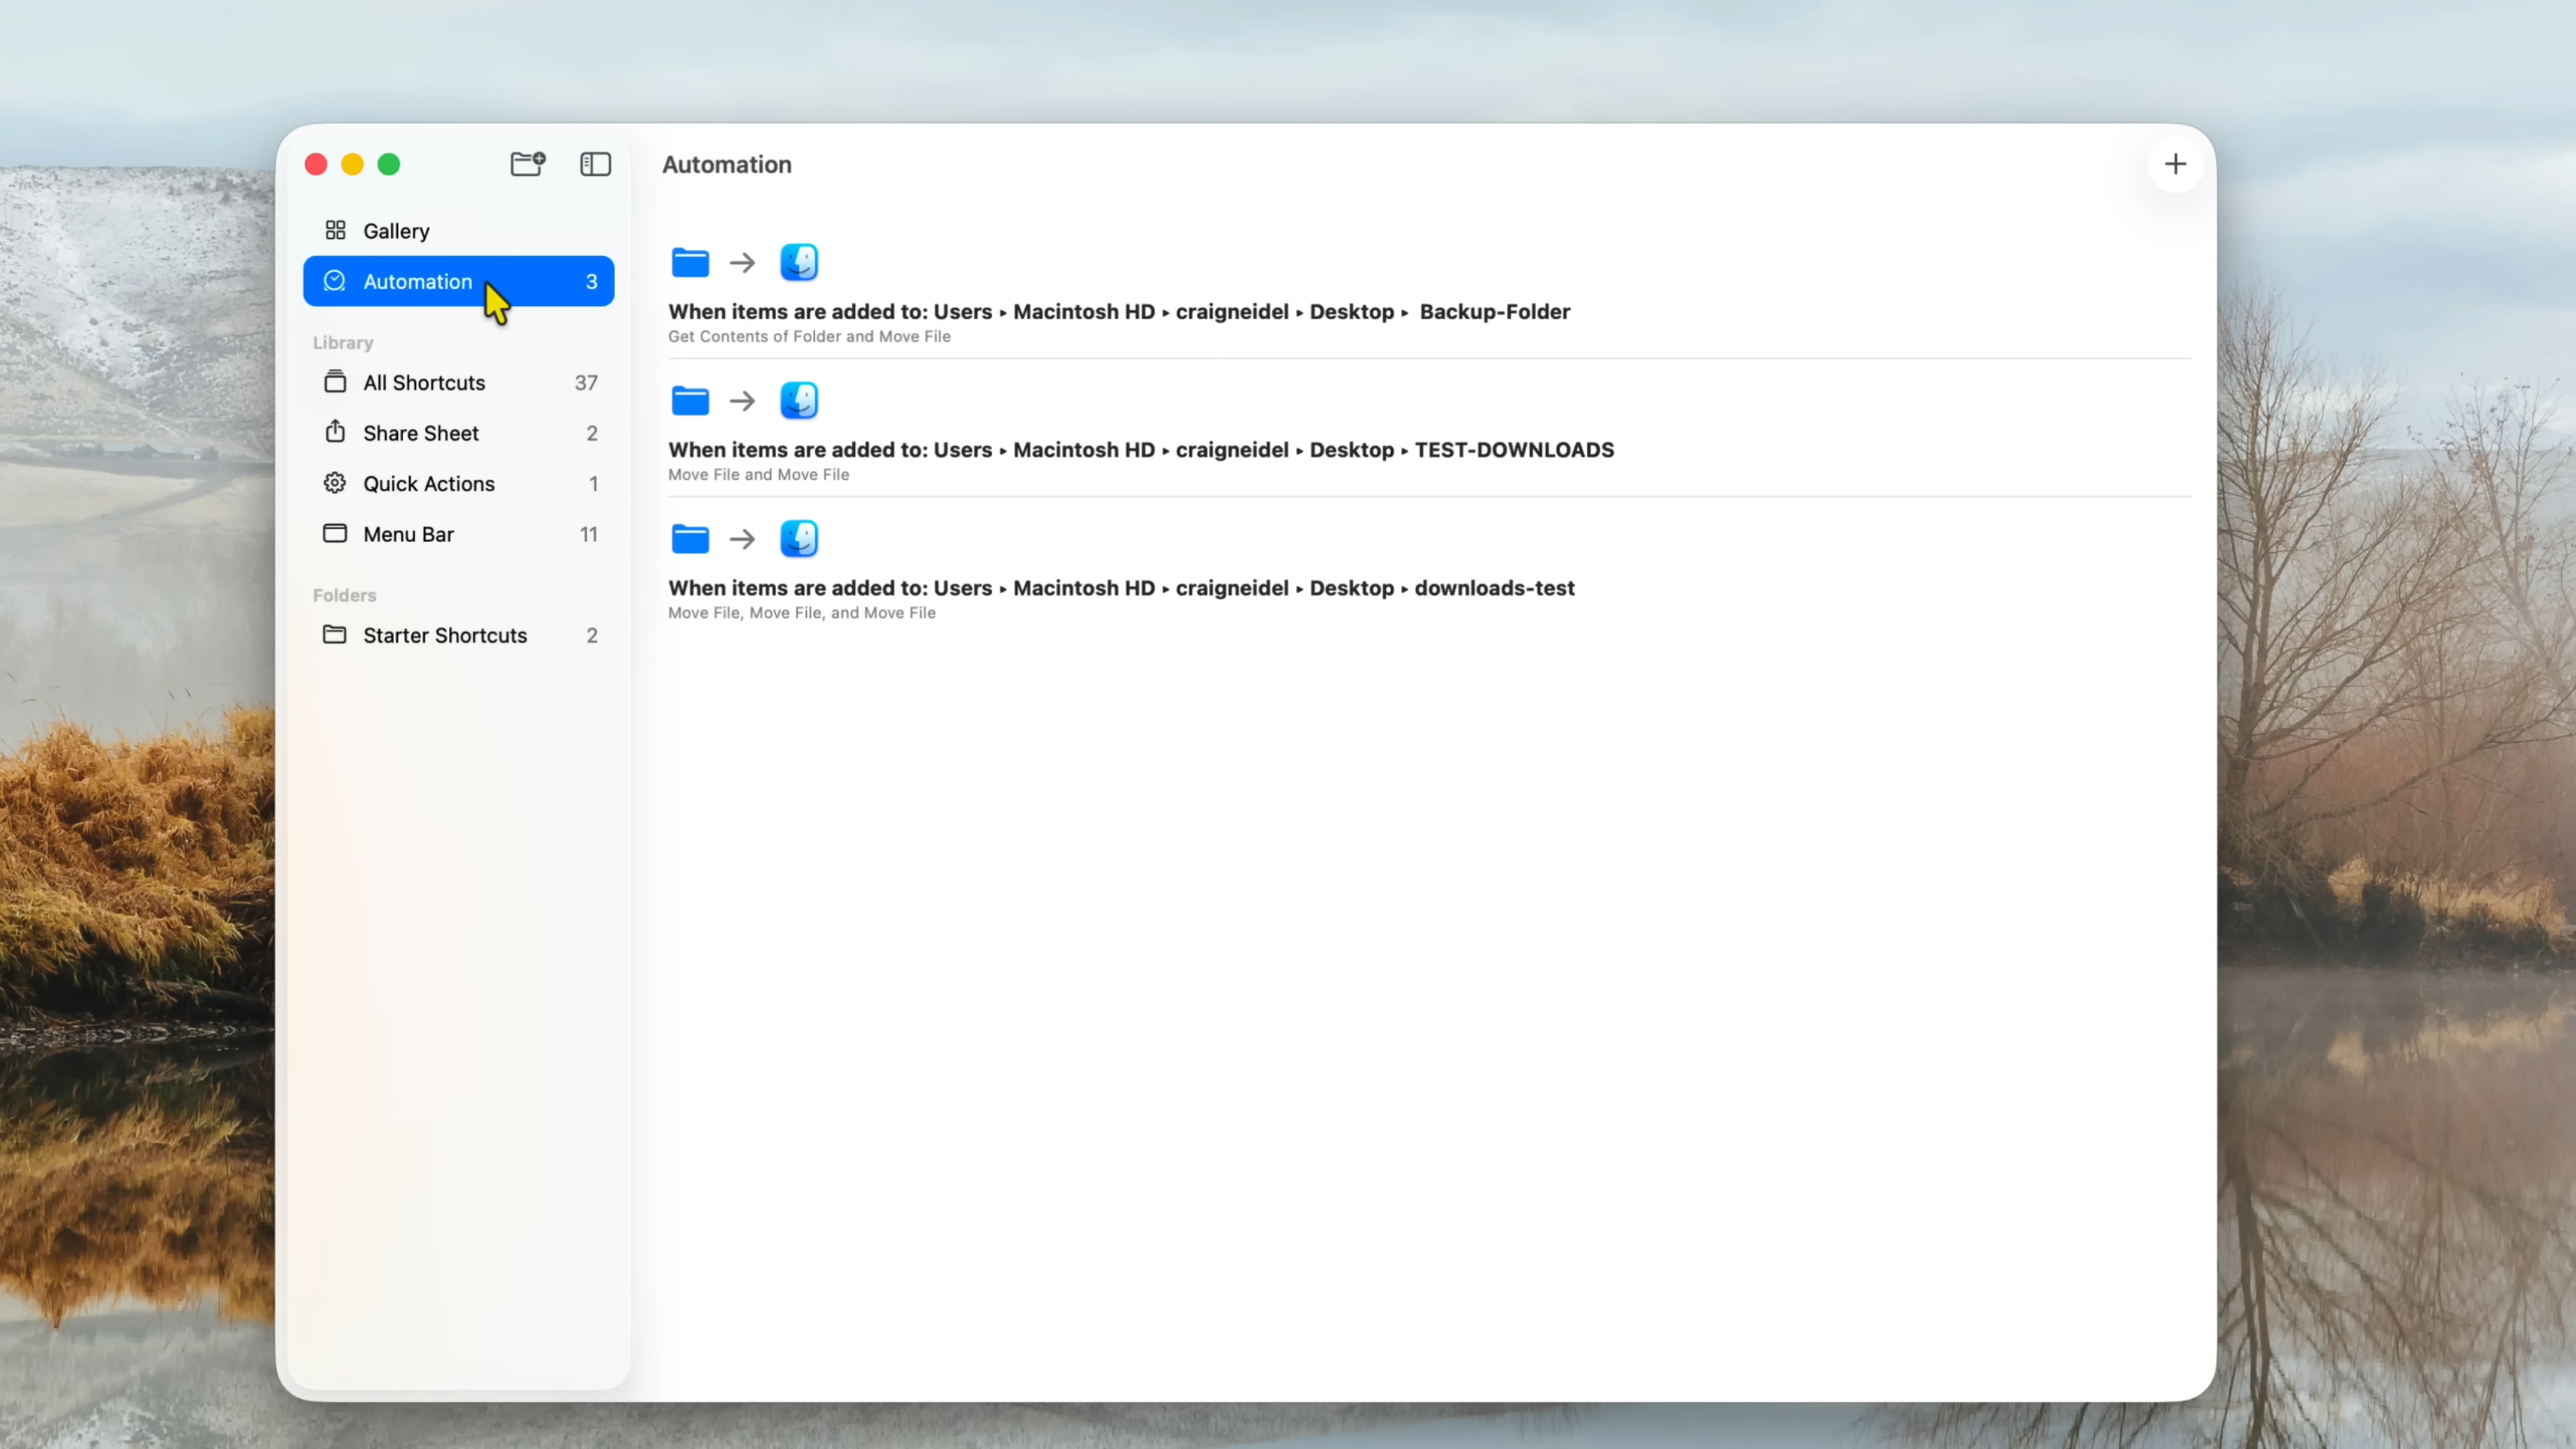 Automation
Gallery
Automation 3
Library
All Shortcuts 37
Share Sheet 2
Quick Actions 1
Menu Bar 11
Folders
Starter Shortcuts 2
When items are added to: Users ▸ Macintosh HD ▸ craigneidel ▸ Desktop ▸ Backup-Folder
Get Contents of Folder and Move File
When items are added to: Users ▸ Macintosh HD ▸ craigneidel ▸ Desktop ▸ TEST-DOWNLOADS
Move File and Move File
When items are added to: Users ▸ Macintosh HD ▸ craigneidel ▸ Desktop ▸ downloads-test
Move File, Move File, and Move File